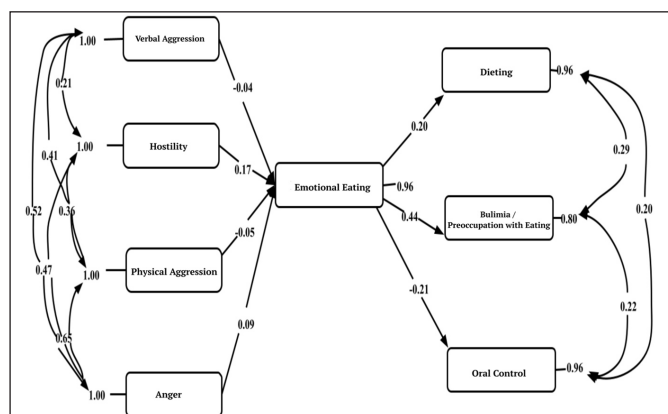 1.00
Verbal Aggression
0.21
-0.04
Dieting
0.96
1.00
Hostility
0.20
0.29
0.41
0.17
Emotional Eating
0.96
0.52
0.36
0.44
Bulimia /
Preoccupation with Eating
0.80
0.20
-0.05
0.47
1.00
Physical Aggression
-0.21
0.22
0.09
0.65
Oral Control
0.96
1.00
Anger